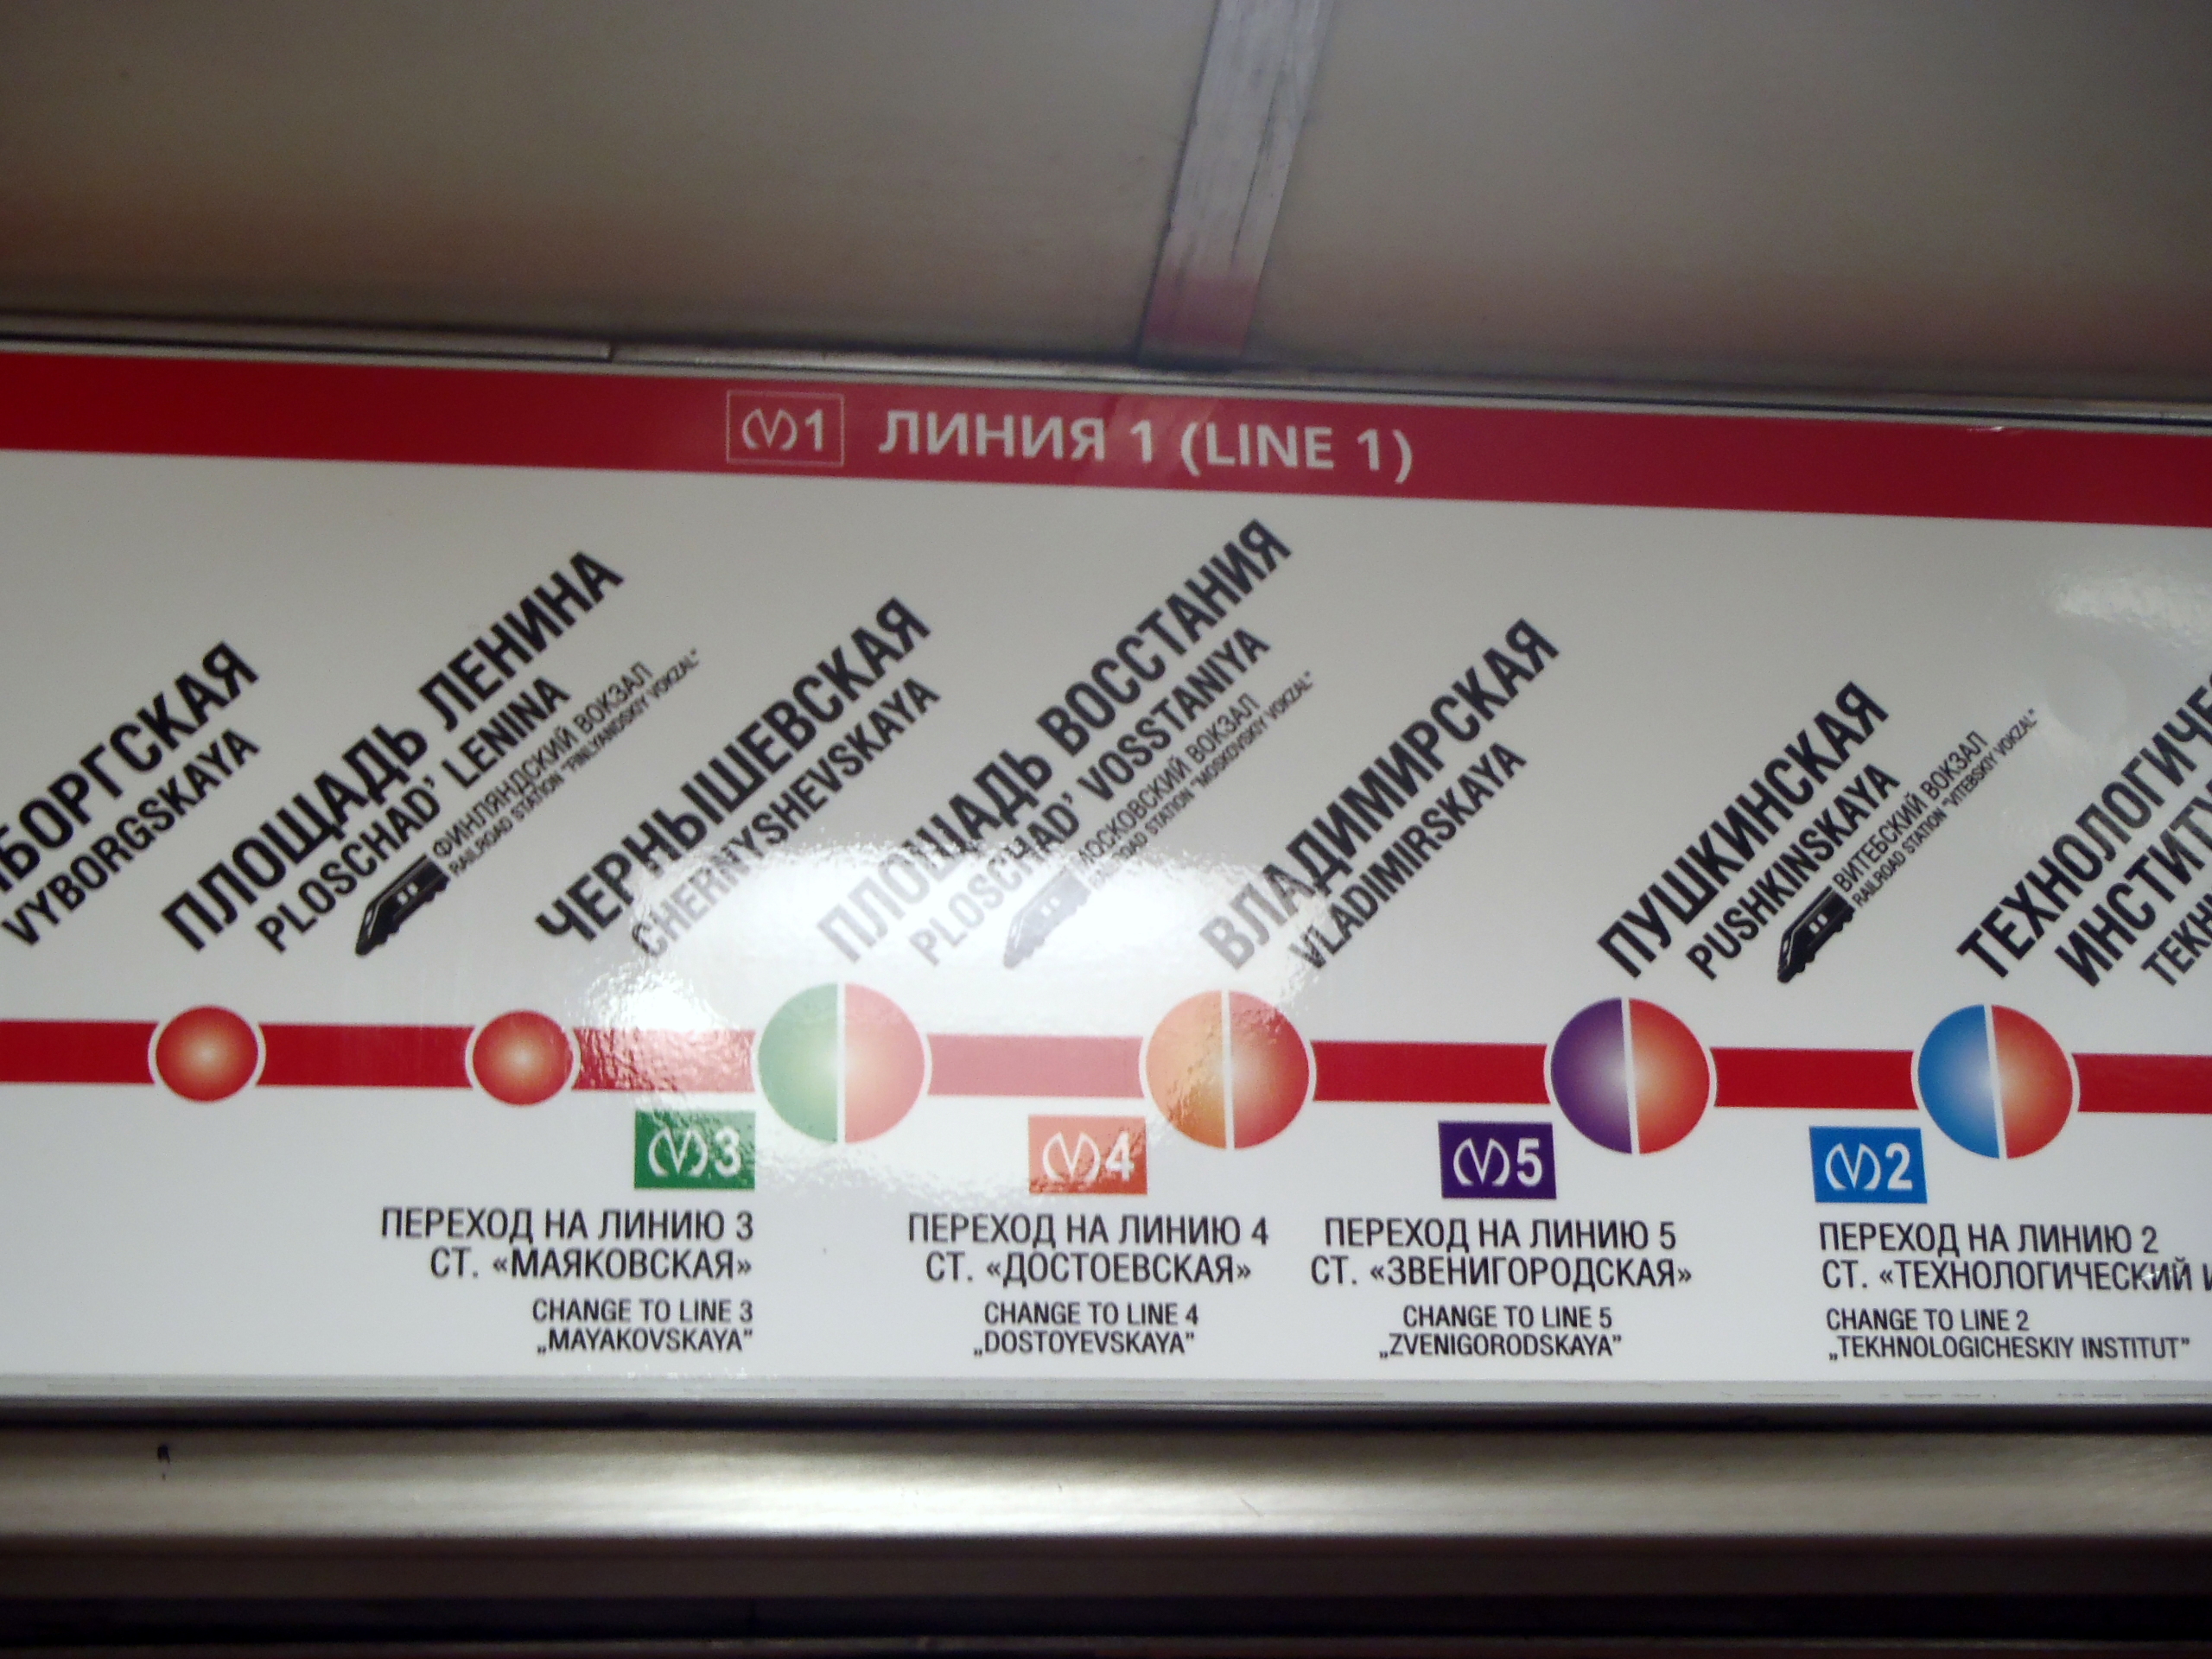 1 ЛИНИЯ 1 (LINE 1)
VYBORGSKAYA
ПЛОЩАДЬ ЛЕНИНА
PLOSCHAD' LENINA
ФИНЛЯНДСКИЙ ВОКЗАЛ
RAILROAD STATION "FINLYANDSKIY VOKZAL"
ЧЕРНЫШЕВСКАЯ
CHERNYSHEVSKAYA
ПЛОЩАДЬ ВОССТАНИЯ
PLOSCHAD' VOSSTANIYA
МОСКОВСКИЙ ВОКЗАЛ
RAILROAD STATION "MOSKOVSKIY VOKZAL"
ВЛАДИМИРСКАЯ
VLADIMIRSKAYA
ПУШКИНСКАЯ
PUSHKINSKAYA
ВИТЕБСКИЙ ВОКЗАЛ
RAILROAD STATION "VITEBSKIY VOKZAL"
3
ПЕРЕХОД НА ЛИНИЮ 3
СТ. «МАЯКОВСКАЯ»
CHANGE TO LINE 3
„MAYAKOVSKAYA”
4
ПЕРЕХОД НА ЛИНИЮ 4
СТ. «ДОСТОЕВСКАЯ»
CHANGE TO LINE 4
„DOSTOYEVSKAYA”
5
ПЕРЕХОД НА ЛИНИЮ 5
СТ. «ЗВЕНИГОРОДСКАЯ»
CHANGE TO LINE 5
„ZVENIGORODSKAYA”
2
ПЕРЕХОД НА ЛИНИЮ 2
СТ. «ТЕХНОЛОГИЧЕСКИЙ
CHANGE TO LINE 2
„TEKHNOLOGICHESKIY INSTITUT”